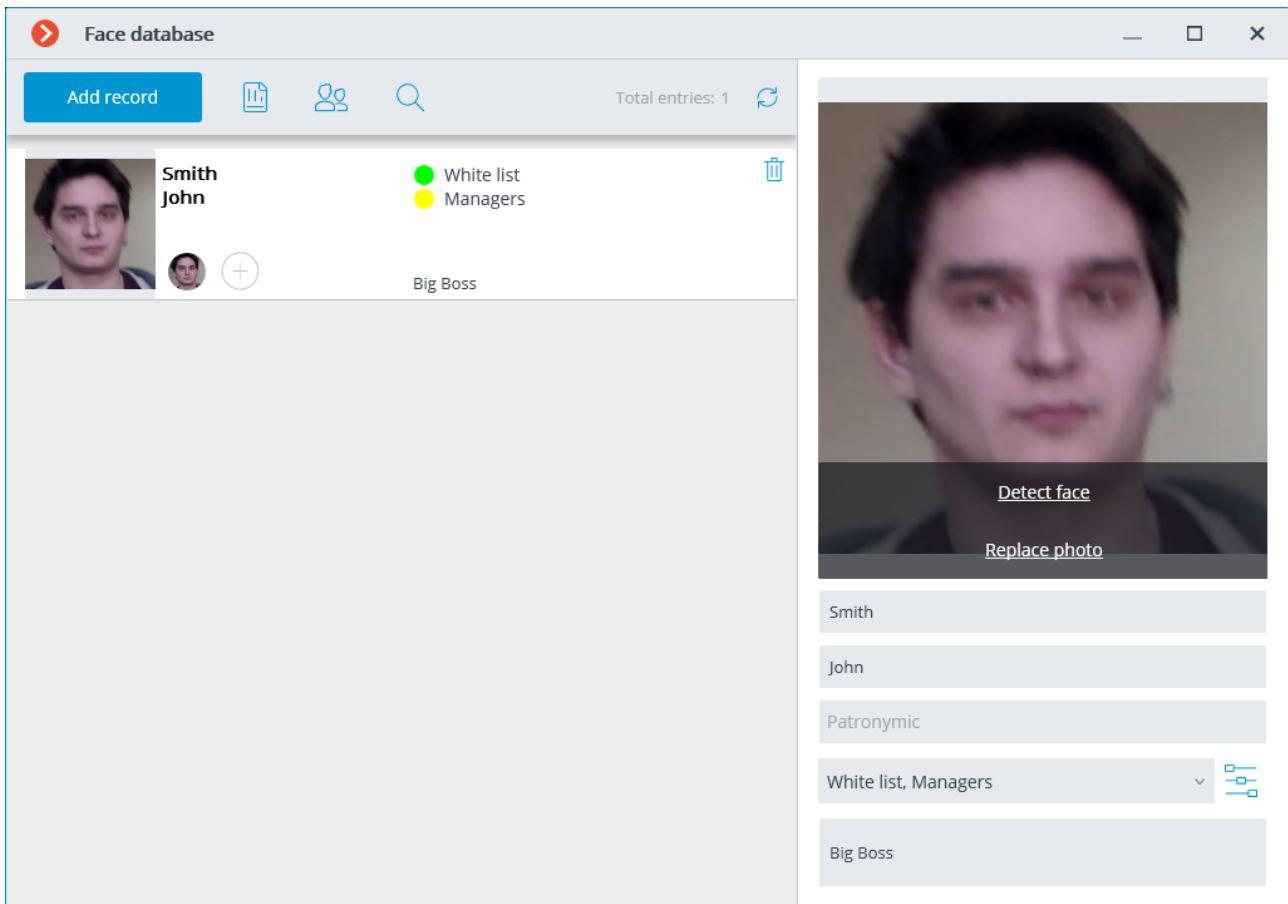 Face database
Add record
Total entries: 1
Smith
John
White list
Managers
Big Boss
Detect face
Replace photo
Smith
John
Patronymic
White list, Managers
Big Boss